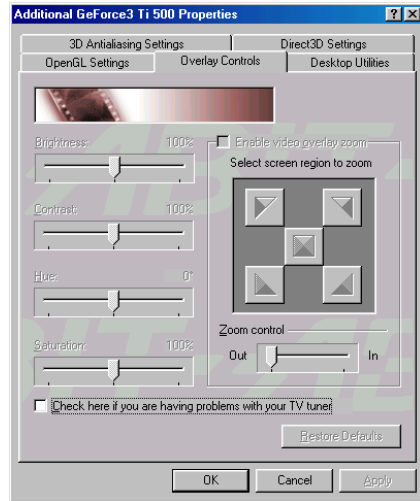 Additional GeForce3 Ti 500 Properties
3D Antialiasing Settings Direct3D Settings
OpenGL Settings Overlay Controls Desktop Utilities
Brightness: 100%
Enable video overlay zoom
Select screen region to zoom
Contrast: 100%
Hue: 0°
Saturation: 100%
Zoom control
Out In
Check here if you are having problems with your TV tuner
Restore Defaults
OK Cancel Apply